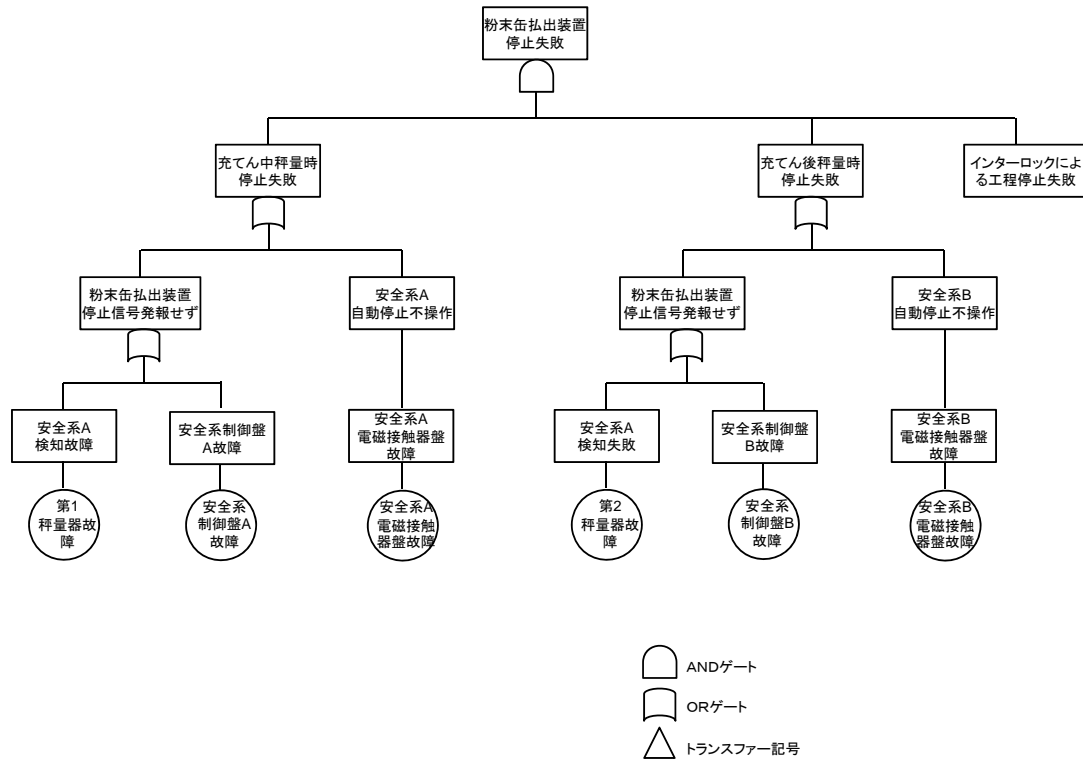 粉末缶払出装置
停止失敗
充てん中秤量時
停止失敗
充てん後秤量時
停止失敗
インターロックによ
る工程停止失敗
粉末缶払出装置
停止信号発報せず
安全系A
自動停止不操作
粉末缶払出装置
停止信号発報せず
安全系B
自動停止不操作
安全系A
検知故障
安全系制御盤
A故障
安全系A
電磁接触器盤
故障
安全系A
検知失敗
安全系制御盤
B故障
安全系B
電磁接触器盤
故障
第1
秤量器故
障
安全系
制御盤A
故障
安全系A
電磁接触
器盤故障
第2
秤量器故
障
安全系
制御盤B
故障
安全系B
電磁接触
器盤故障
ANDゲート
ORゲート
トランスファー記号